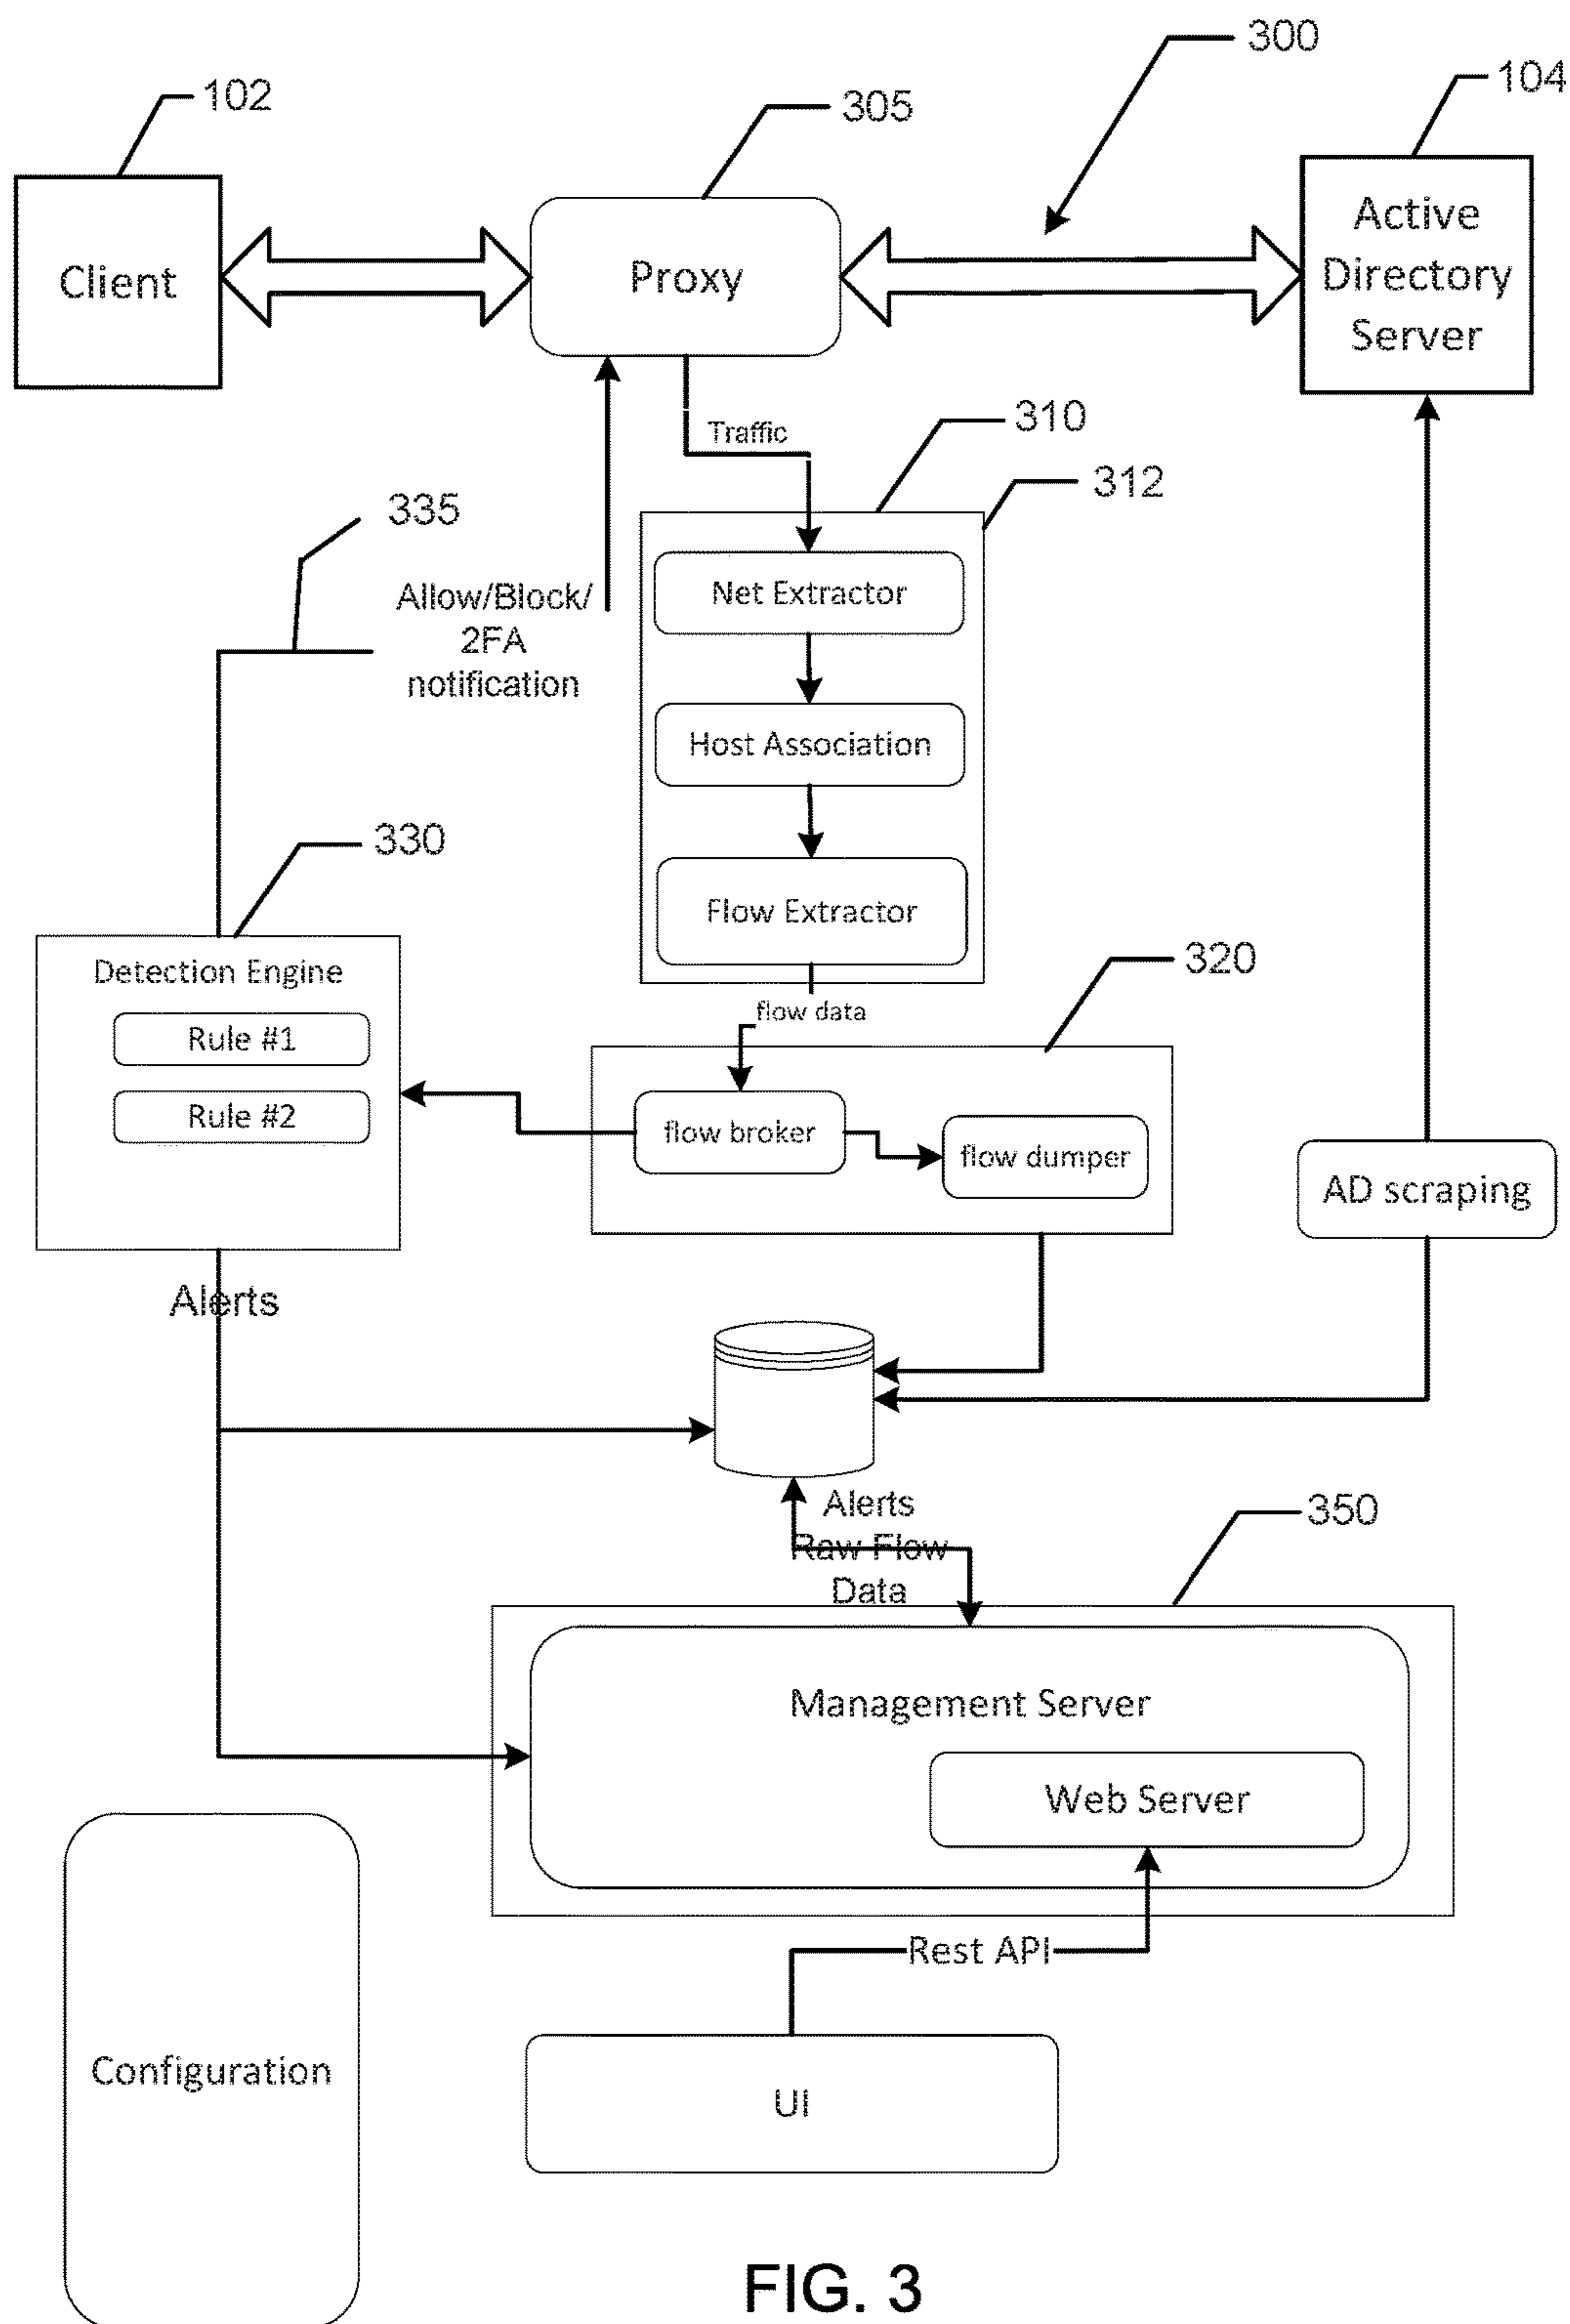 300
104
102
305
Client
Proxy
Active
Directory
Server
Traffic
310
312
335
Allow/Block/
2FA
notification
Net Extractor
Host Association
330
Flow Extractor
Detection Engine
Rule #1
Rule #2
320
flow data
flow broker
flow dumper
AD scraping
Alerts
Alerts
Raw Flow
Data
350
Management Server
Web Server
Rest API
Configuration
UI
FIG. 3